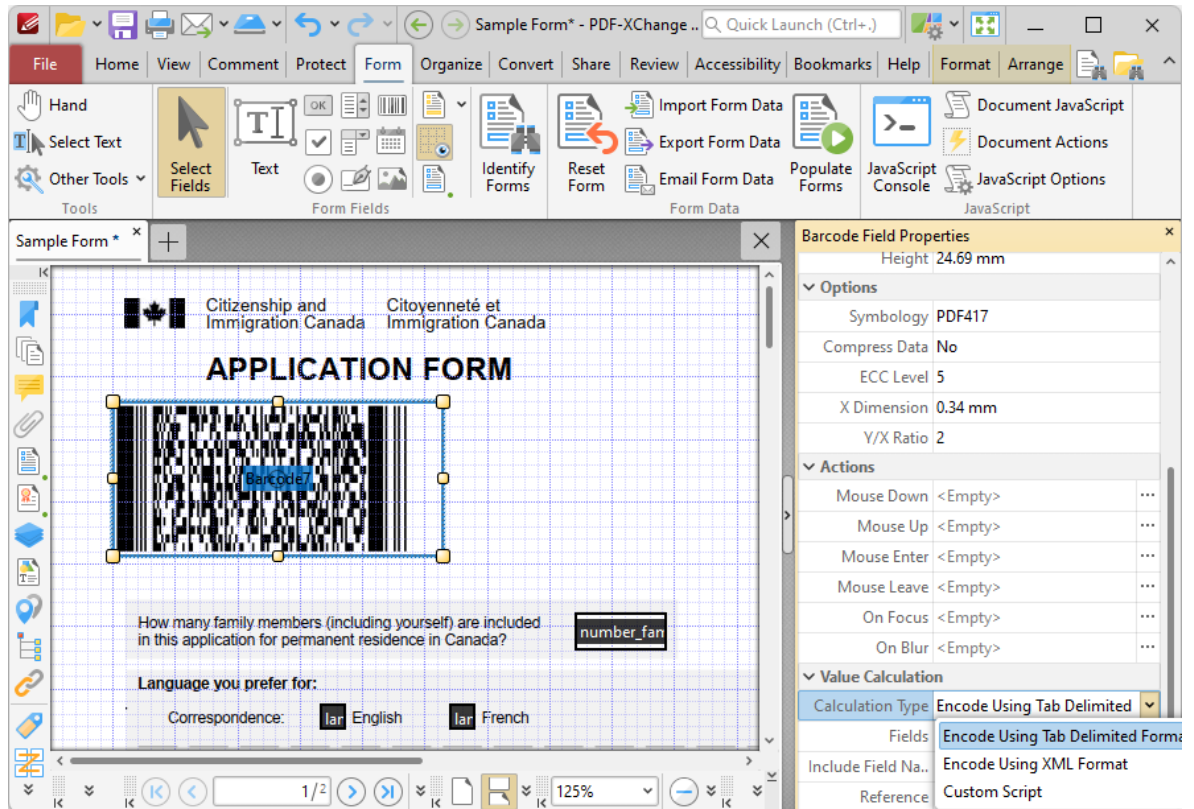 Sample Form* - PDF-XChange ..
Quick Launch (Ctrl+.)
File
Home
View
Comment
Protect
Form
Organize
Convert
Share
Review
Accessibility
Bookmarks
Help
Format
Arrange
Hand
Select Text
Other Tools
Tools
Select Fields
Text
OK
Form Fields
Identify Forms
Reset Form
Import Form Data
Export Form Data
Email Form Data
Populate Forms
Form Data
JavaScript Console
Document JavaScript
Document Actions
JavaScript Options
JavaScript
Sample Form *
Citizenship and
Immigration Canada
Citoyenneté et
Immigration Canada
APPLICATION FORM
Barcode7
How many family members (including yourself) are included
in this application for permanent residence in Canada?
number_fam
Language you prefer for:
Correspondence:
lar
English
lar
French
1/2
125%
Barcode Field Properties
Height 24.69 mm
Options
Symbology PDF417
Compress Data No
ECC Level 5
X Dimension 0.34 mm
Y/X Ratio 2
Actions
Mouse Down <Empty> ...
Mouse Up <Empty> ...
Mouse Enter <Empty> ...
Mouse Leave <Empty> ...
On Focus <Empty> ...
On Blur <Empty> ...
Value Calculation
Calculation Type Encode Using Tab Delimited
Fields
Include Field Na..
Reference
Encode Using Tab Delimited Forma
Encode Using XML Format
Custom Script